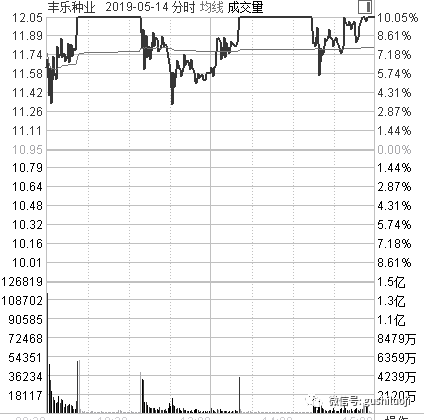 丰乐种业 2019-05-14 分时 均线 成交量
12.05 10.05%
11.89 8.61%
11.74 7.18%
11.58 5.74%
11.42 4.31%
11.26 2.87%
11.11 1.44%
10.95 0.00%
10.79 1.44%
10.64 2.87%
10.48 4.31%
10.32 5.74%
10.16 7.18%
10.01 8.61%
126819 1.5亿
108702 1.3亿
90585 1.1亿
72468 8479万
54351 6359万
36234 4239万
18117 2120万
微信号: gushiluoji